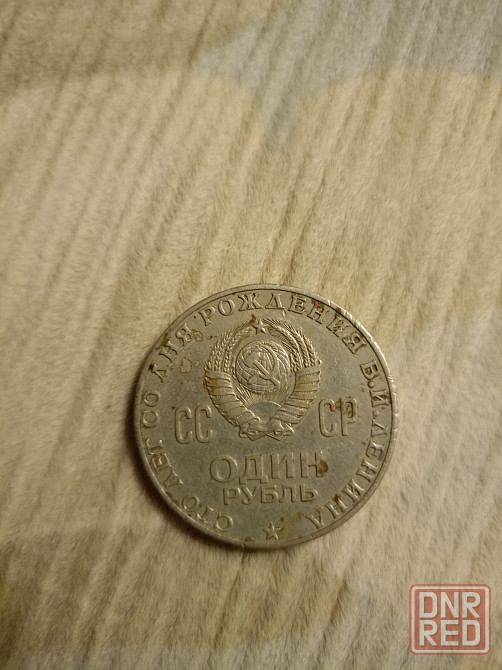 СТО ЛЕТ СО ДНЯ РОЖДЕНИЯ В.И.ЛЕНИНА
СС СР
ОДИН
РУБЛЬ
DNR
RED